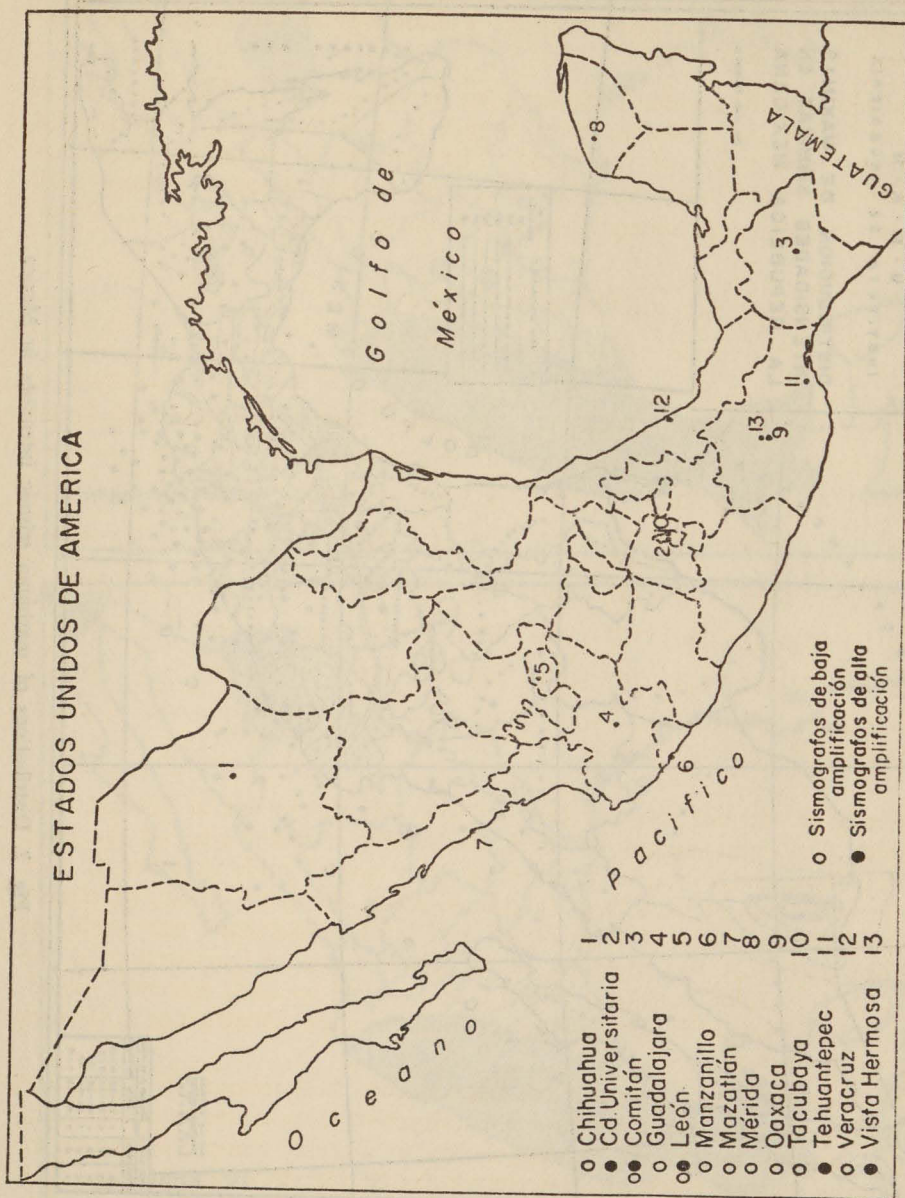 ESTADOS UNIDOS DE AMERICA
Golfo de
México
GUATEMALA
Oceano
Pacifico
1
2
3
4
5
6
7
8
9
10
11
12
13
○ Chihuahua 1
● Cd. Universitaria 2
○● Comitán 3
○ Guadalajara 4
○● León 5
○ Manzanillo 6
○ Mazatlán 7
○ Mérida 8
○ Oaxaca 9
○ Tacubaya 10
● Tehuantepec 11
○ Veracruz 12
● Vista Hermosa 13
○ Sismografos de baja
amplificación
● Sismografos de alta
amplificación